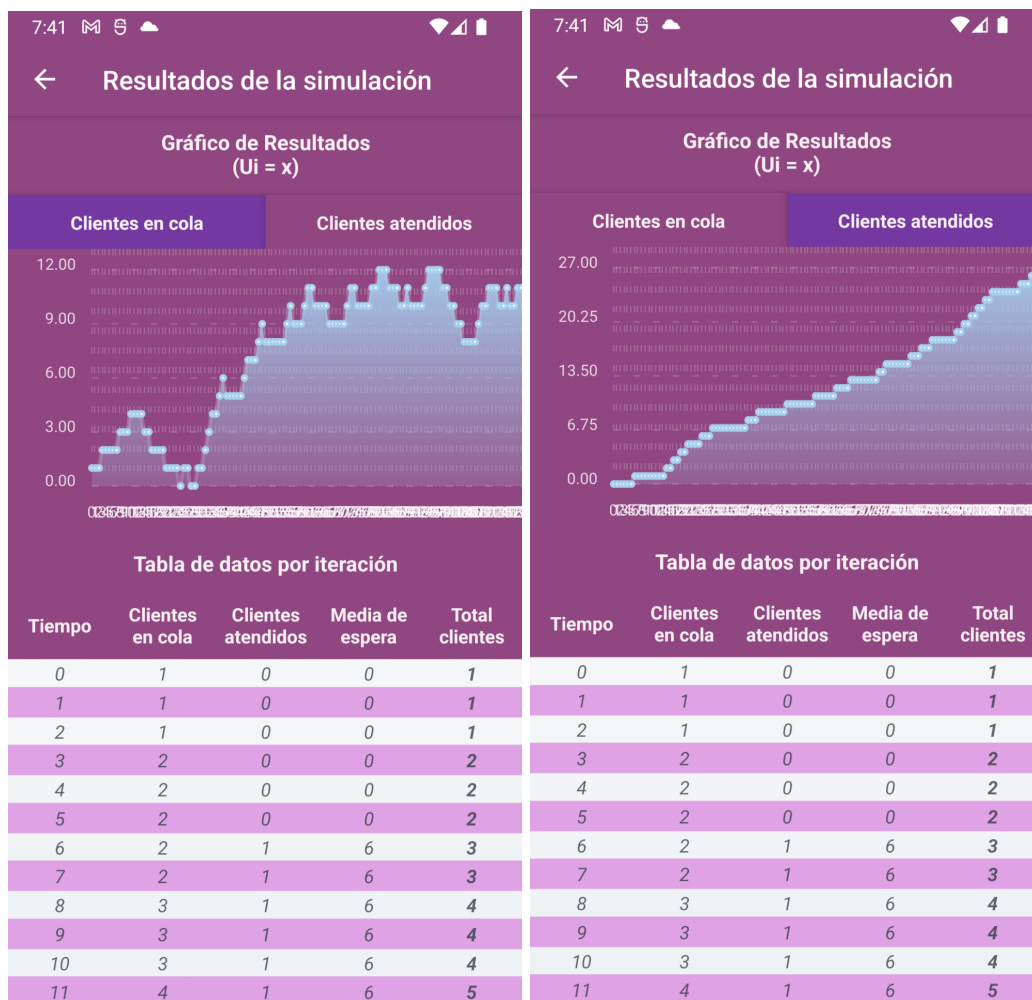 7:41
Resultados de la simulación
Gráfico de Resultados
(Ui = x)
Clientes en cola Clientes atendidos
12.00
9.00
6.00
3.00
0.00
Tabla de datos por iteración
Tiempo Clientes en cola Clientes atendidos Media de espera Total clientes
0 1 0 0 1
1 1 0 0 1
2 1 0 0 1
3 2 0 0 2
4 2 0 0 2
5 2 0 0 2
6 2 1 6 3
7 2 1 6 3
8 3 1 6 4
9 3 1 6 4
10 3 1 6 4
11 4 1 6 5
7:41
Resultados de la simulación
Gráfico de Resultados
(Ui = x)
Clientes en cola Clientes atendidos
27.00
20.25
13.50
6.75
0.00
Tabla de datos por iteración
Tiempo Clientes en cola Clientes atendidos Media de espera Total clientes
0 1 0 0 1
1 1 0 0 1
2 1 0 0 1
3 2 0 0 2
4 2 0 0 2
5 2 0 0 2
6 2 1 6 3
7 2 1 6 3
8 3 1 6 4
9 3 1 6 4
10 3 1 6 4
11 4 1 6 5